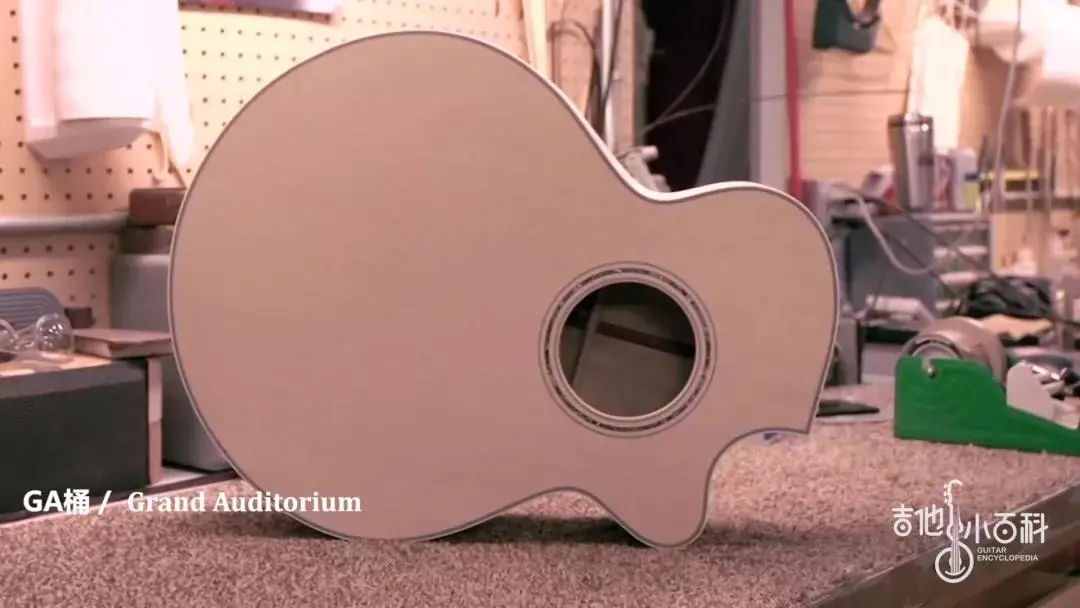 GA桶 / Grand Auditorium
吉他小百科
GUITAR
ENCYCLOPEDIA